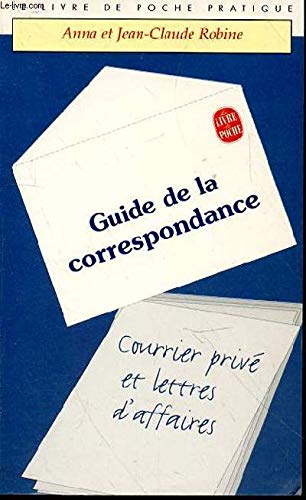 Le-livre.com
LE LIVRE DE POCHE PRATIQUE
Anna et Jean-Claude Robine
LE
LIVRE
DE
POCHE
Guide de la
correspondance
Courrier privé
et lettres
d'affaires